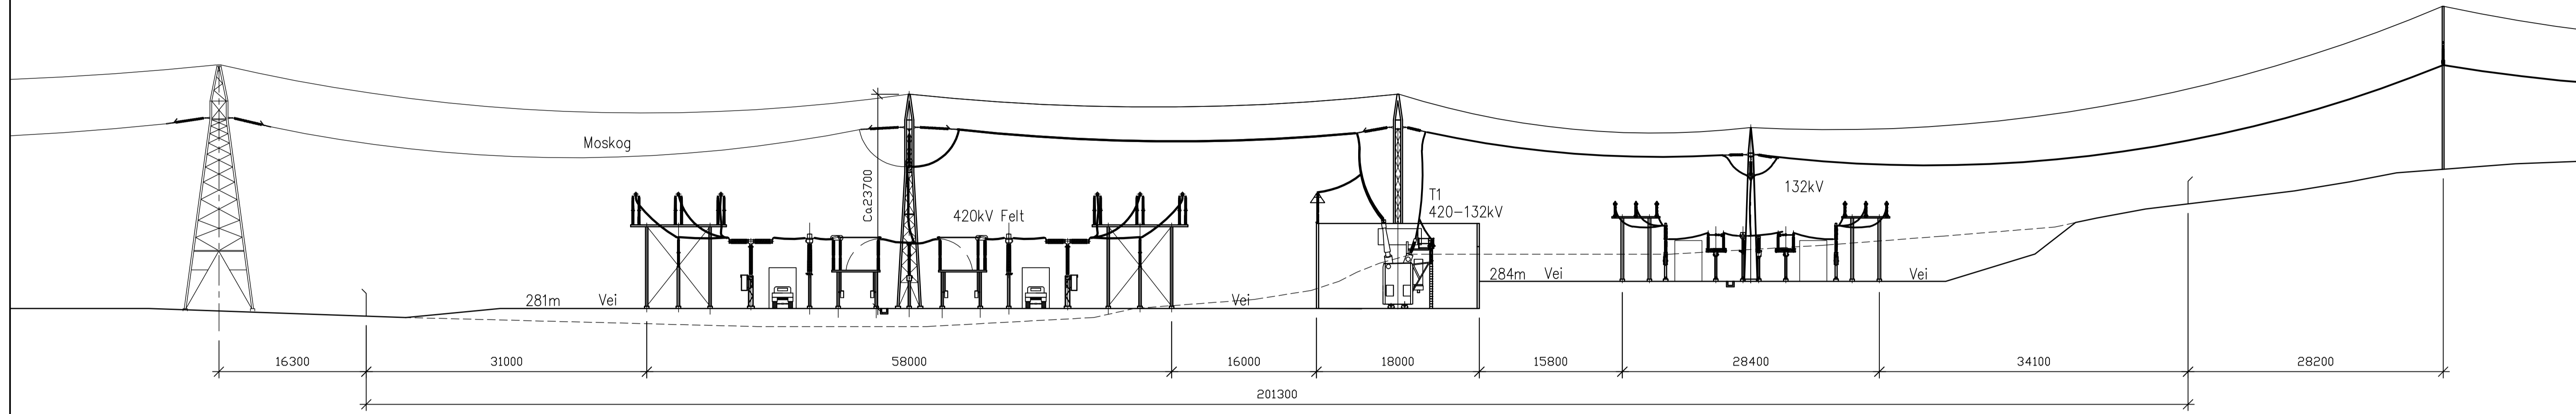 Moskog
Ca23700
420kV Felt
T1
420-132kV
132kV
281m
Vei
Vei
284m
Vei
Vei
16300
31000
58000
16000
18000
15800
28400
34100
28200
201300